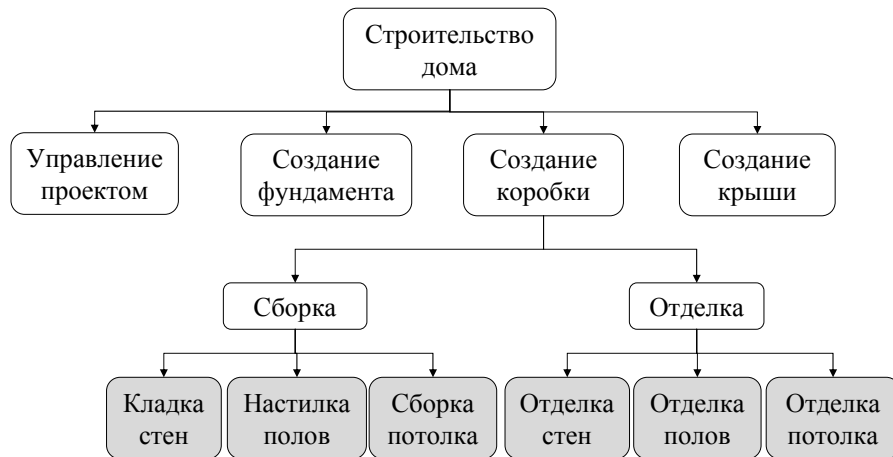 Строительство
дома
Управление
проектом
Создание
фундамента
Создание
коробки
Создание
крыши
Сборка
Отделка
Кладка
стен
Настилка
полов
Сборка
потолка
Отделка
стен
Отделка
полов
Отделка
потолка